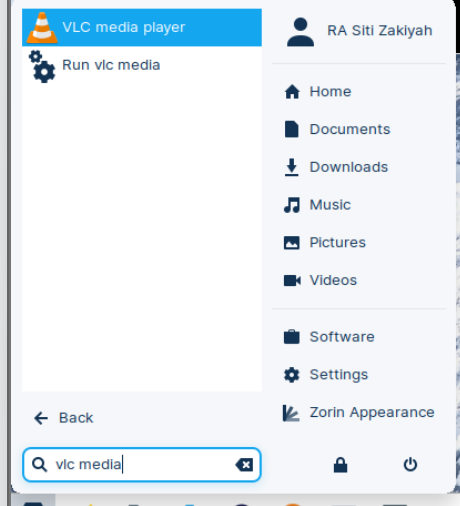 VLC media player
Run vlc media
Back
vlc media
RA Siti Zakiyah
Home
Documents
Downloads
Music
Pictures
Videos
Software
Settings
Zorin Appearance